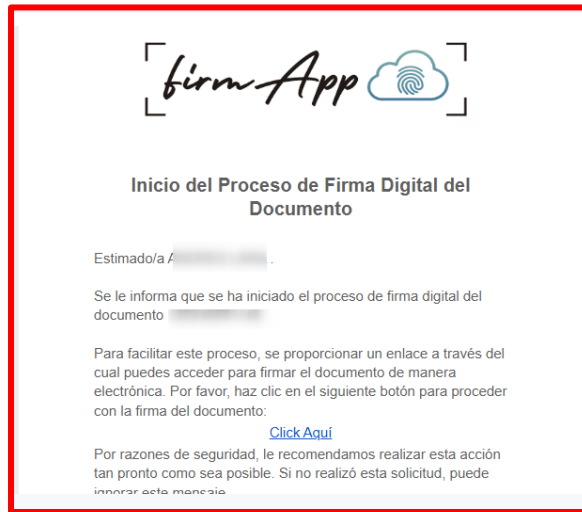 firmApp
Inicio del Proceso de Firma Digital del
Documento
Estimado/a A .
Se le informa que se ha iniciado el proceso de firma digital del
documento
Para facilitar este proceso, se proporcionar un enlace a través del
cual puedes acceder para firmar el documento de manera
electrónica. Por favor, haz clic en el siguiente botón para proceder
con la firma del documento:
Click Aquí
Por razones de seguridad, le recomendamos realizar esta acción
tan pronto como sea posible. Si no realizó esta solicitud, puede
ignorar este mensaje